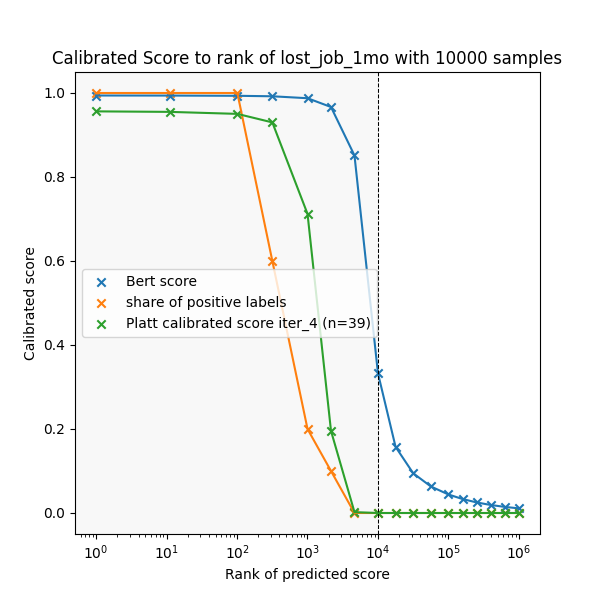 Calibrated Score to rank of lost_job_1mo with 10000 samples
1.0
0.8
0.6
0.4
0.2
0.0
Calibrated score
Bert score
share of positive labels
Platt calibrated score iter_4 (n=39)
10⁰ 10¹ 10² 10³ 10⁴ 10⁵ 10⁶
Rank of predicted score